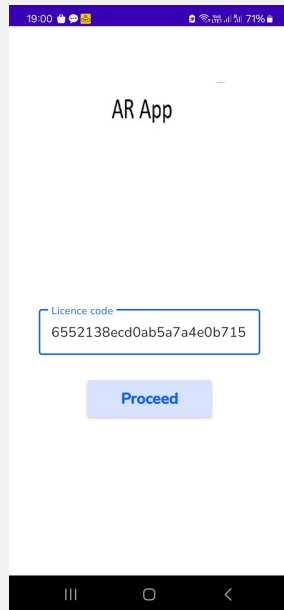 19:00
71%
AR App
Licence code
6552138ecd0ab5a7a4e0b715
Proceed